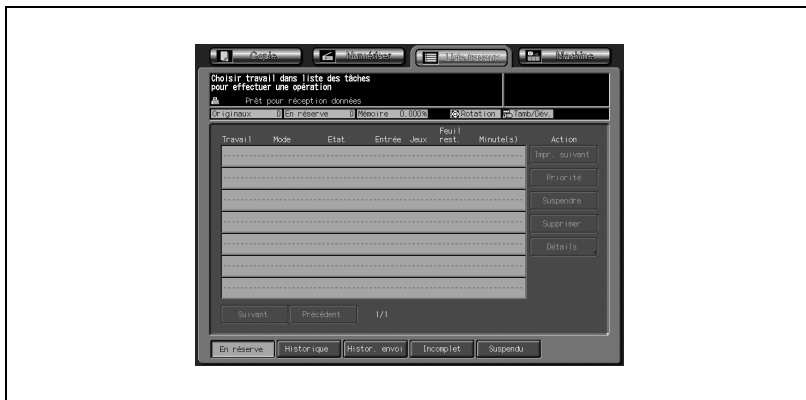 Copie Numériser Machine
Choisir travail dans liste des tâches
pour effectuer une opération
Prêt pour réception données
Originaux 0 En réserve 0 Mémoire 0.000% Rotation Tamb/Dév.
Travail Mode Etat Entrée Jeux Feuil rest. Minute(s) Action
Impr. suivant
Priorité
Suspendre
Supprimer
Détails
Suivant Précédent 1/1
En réserve Historique Histor. envoi Incomplet Suspendu